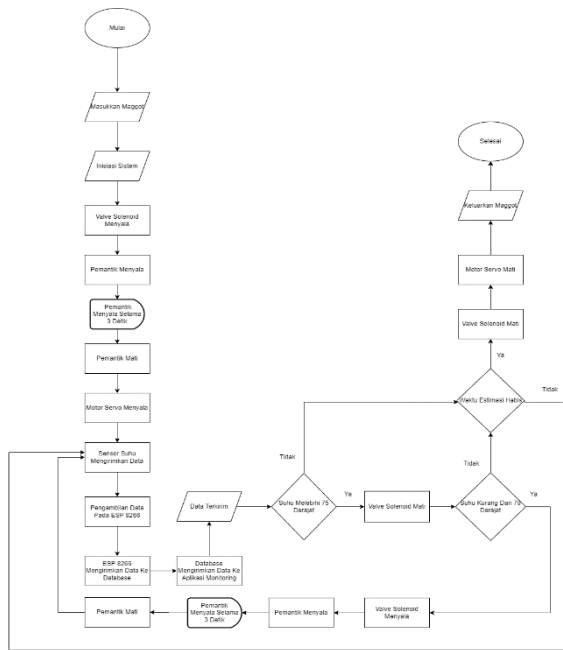 Mulai
Masukkan Maggot
Inisiasi Sistem
Valve Solenoid
Menyala
Pemantik Menyala
Pemantik
Menyala Selama
3 Detik
Pemantik Mati
Motor Servo Menyala
Sensor Suhu
Mengirimkan Data
Pengambilan Data
Pada ESP 8266
ESP 8266
Mengirimkan Data Ke
Database
Database
Mengirimkan Data Ke
Aplikasi Monitoring
Data Terkirim
Suhu Melebihi 75
Darajat
Tidak
Ya
Valve Solenoid Mati
Suhu Kurang Dari 70
Darajat
Tidak
Ya
Waktu Estimasi Habis
Ya
Tidak
Valve Solenoid Mati
Motor Servo Mati
Keluarkan Maggot
Selesai
Valve Solenoid
Menyala
Pemantik Menyala
Pemantik
Menyala Selama
3 Detik
Pemantik Mati